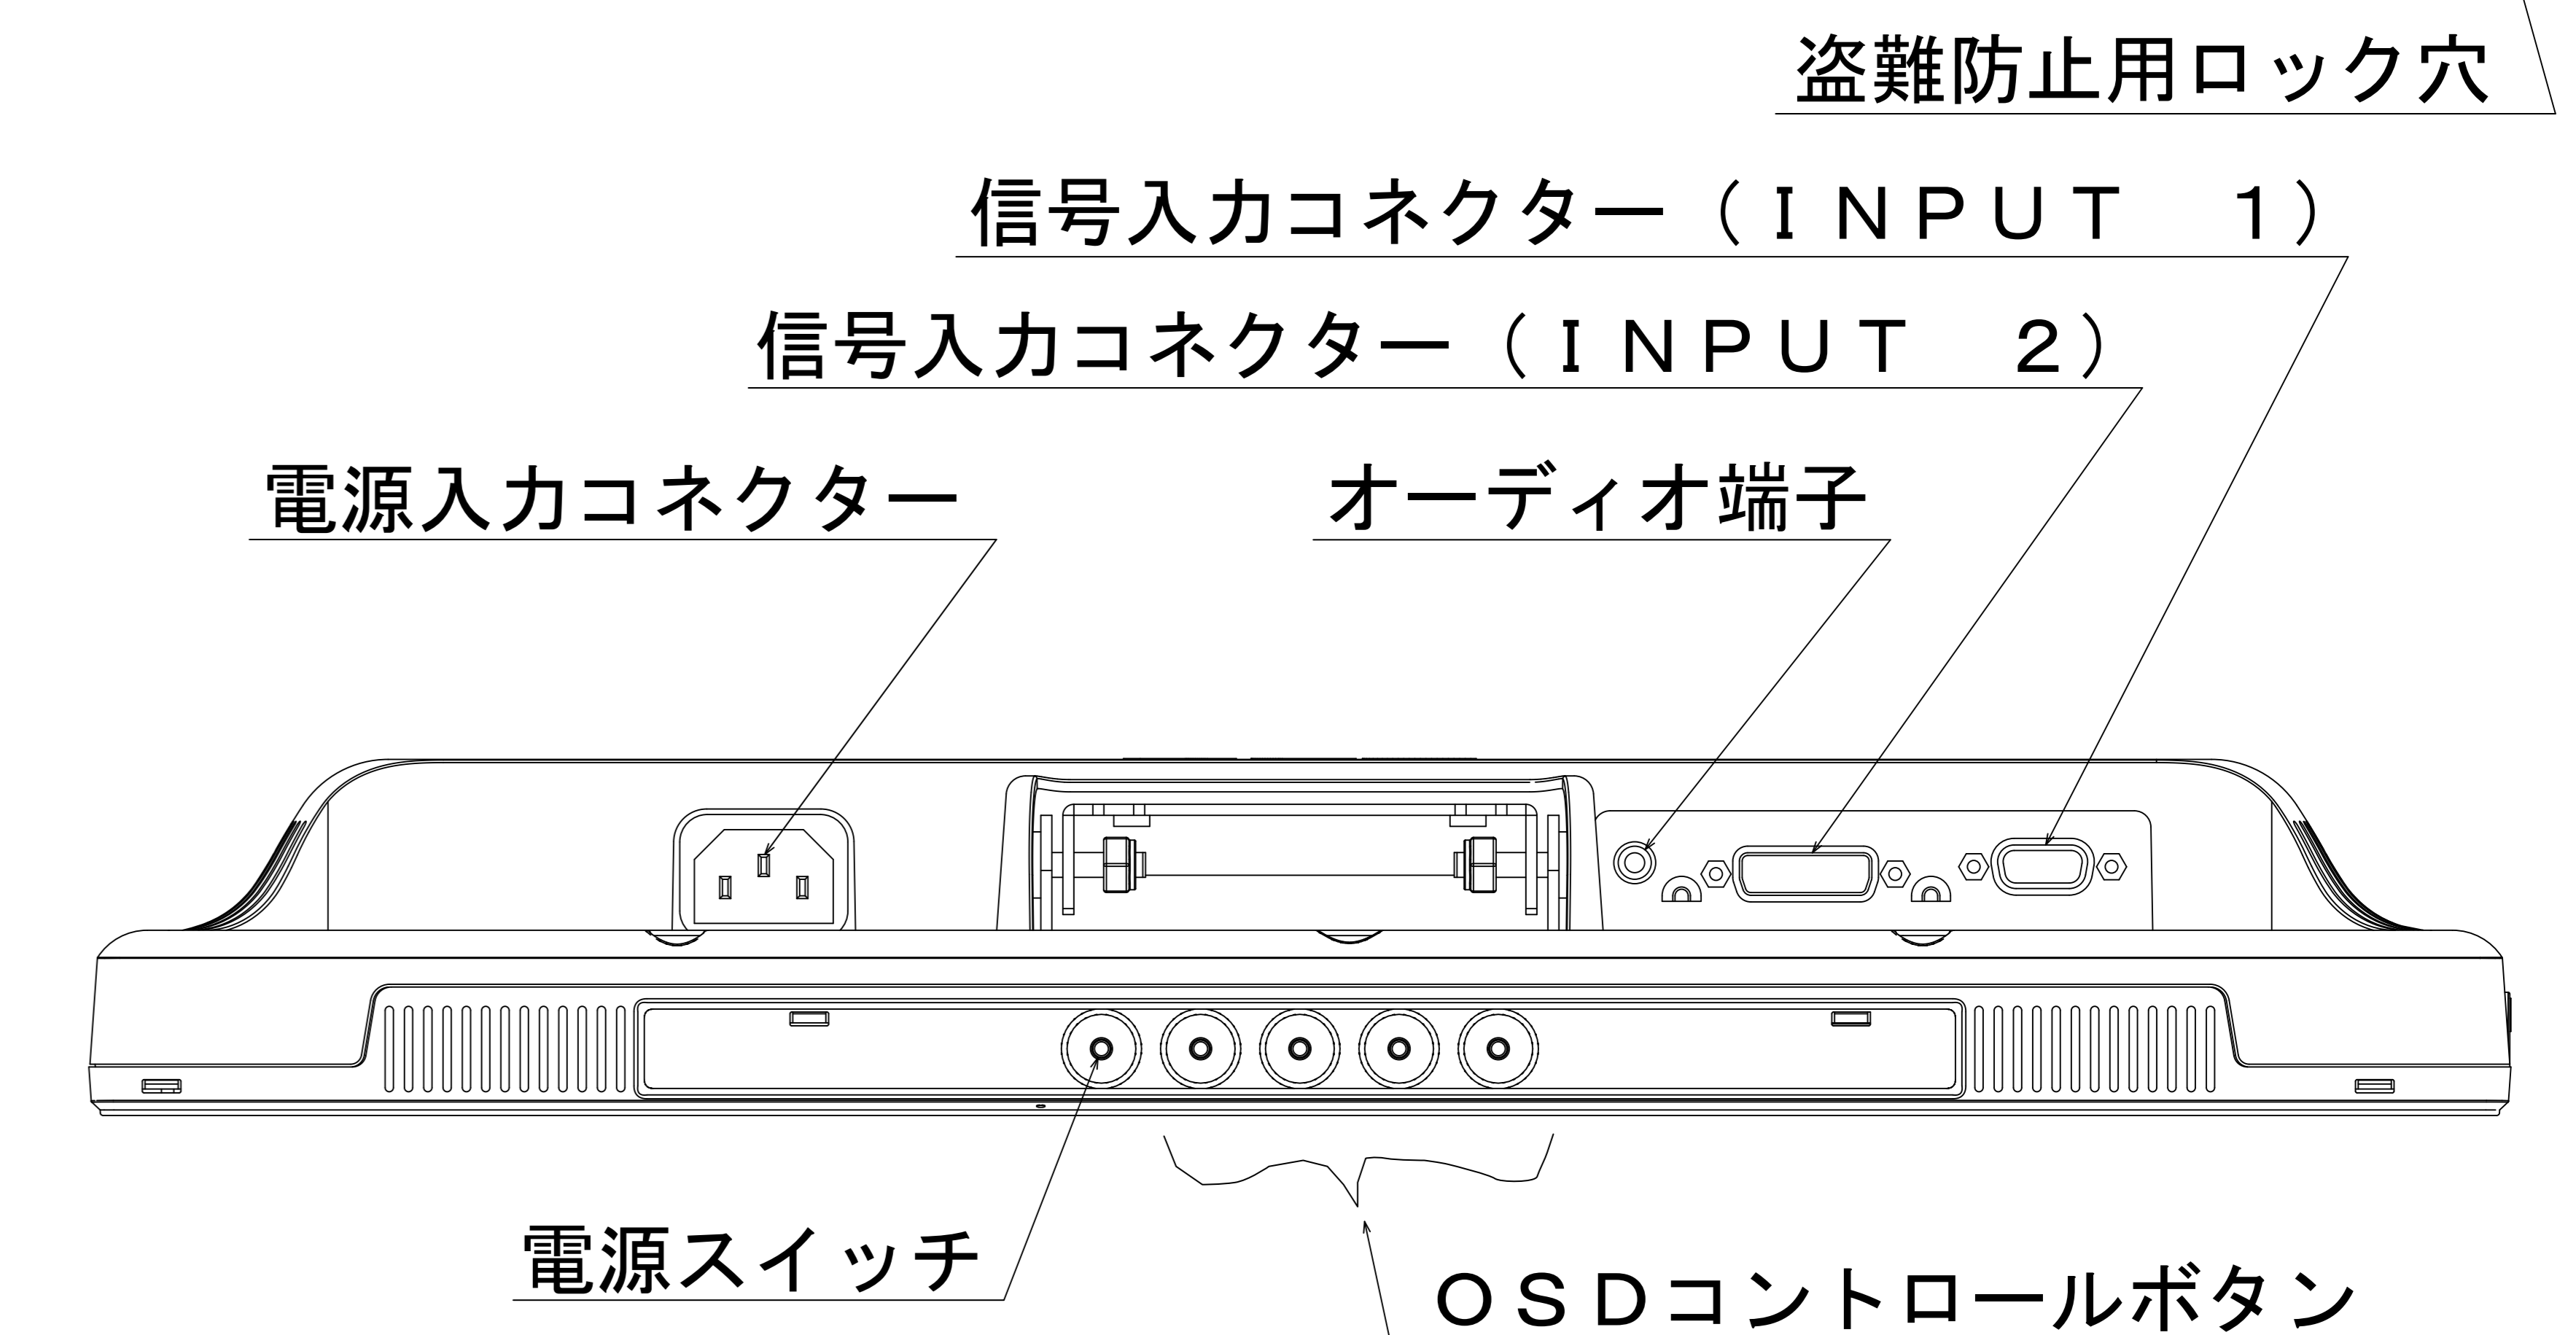 盗難防止用ロック穴
信号入力コネクター（ＩＮＰＵＴ　１）
信号入力コネクター（ＩＮＰＵＴ　２）
電源入力コネクター
オーディオ端子
電源スイッチ
ＯＳＤコントロールボタン